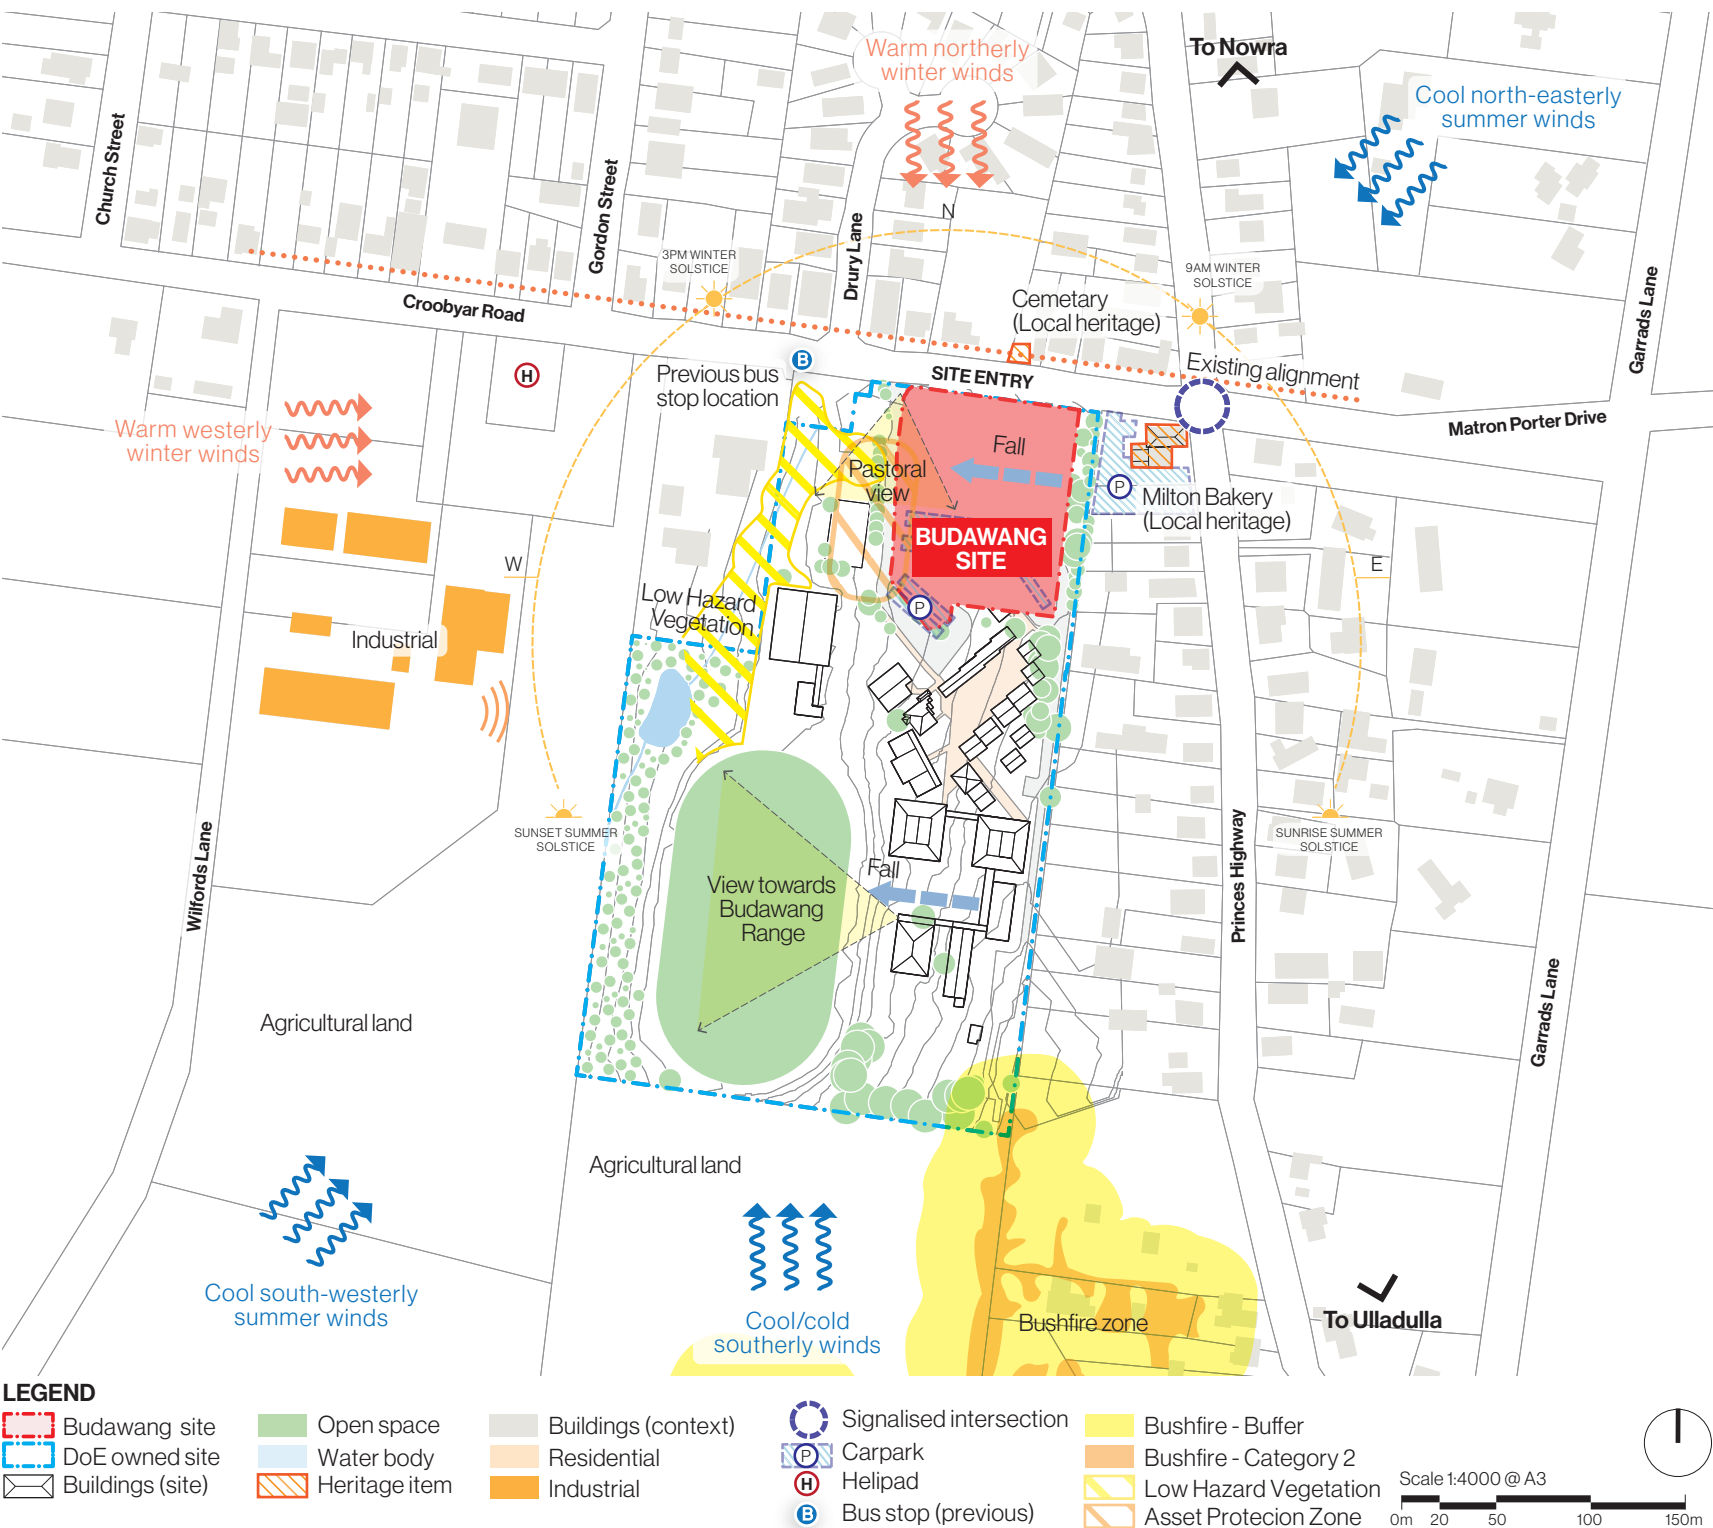 To Nowra
Warm northerly
winter winds
Cool north-easterly
summer winds
Church Street
Gordon Street
Drury Lane
N
3PM WINTER
SOLSTICE
9AM WINTER
SOLSTICE
Garrads Lane
Croobyar Road
Cemetary
(Local heritage)
Existing alignment
H
B
Previous bus
stop location
SITE ENTRY
Matron Porter Drive
Warm westerly
winter winds
Fall
Pastoral
view
P
Milton Bakery
(Local heritage)
BUDAWANG
SITE
W
E
P
Low Hazard
Vegetation
Industrial
SUNSET SUMMER
SOLSTICE
SUNRISE SUMMER
SOLSTICE
Wilfords Lane
Princes Highway
Fall
View towards
Budawang
Range
Garrads Lane
Agricultural land
Agricultural land
Cool south-westerly
summer winds
Cool/cold
southerly winds
Bushfire zone
To Ulladulla
LEGEND
Budawang site
DoE owned site
Buildings (site)
Open space
Water body
Heritage item
Buildings (context)
Residential
Industrial
Signalised intersection
P
Carpark
H
Helipad
B
Bus stop (previous)
Bushfire - Buffer
Bushfire - Category 2
Low Hazard Vegetation
Asset Protecion Zone
Scale 1:4000 @ A3
0m 20 50 100 150m